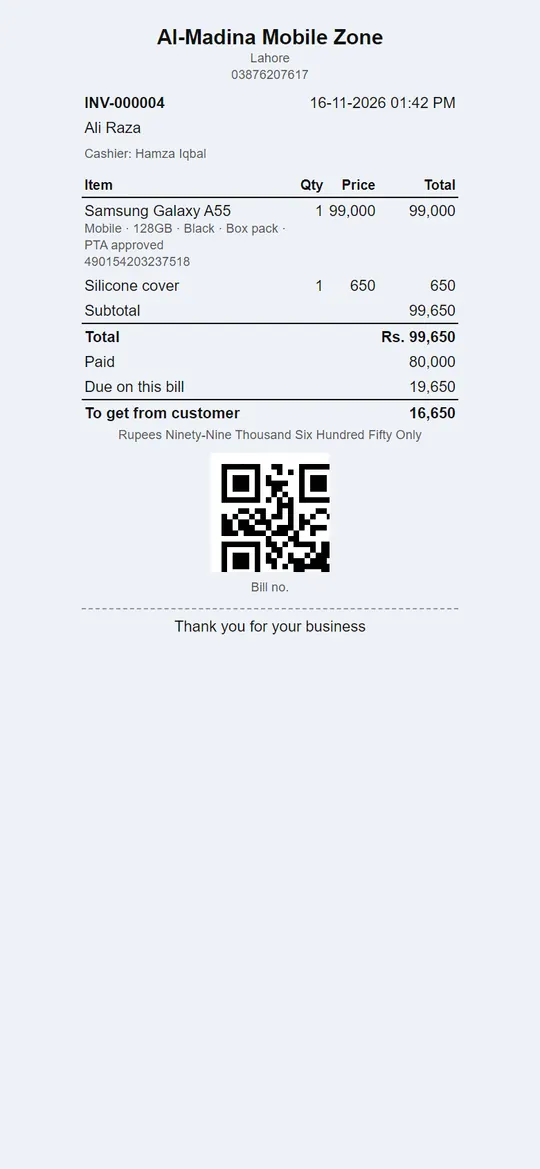 Al-Madina Mobile Zone
Lahore
03876207617
INV-000004 16-11-2026 01:42 PM
Ali Raza
Cashier: Hamza Iqbal
Item Qty Price Total
Samsung Galaxy A55 1 99,000 99,000
Mobile · 128GB · Black · Box pack ·
PTA approved
490154203237518
Silicone cover 1 650 650
Subtotal 99,650
Total Rs. 99,650
Paid 80,000
Due on this bill 19,650
To get from customer 16,650
Rupees Ninety-Nine Thousand Six Hundred Fifty Only
Bill no.
Thank you for your business